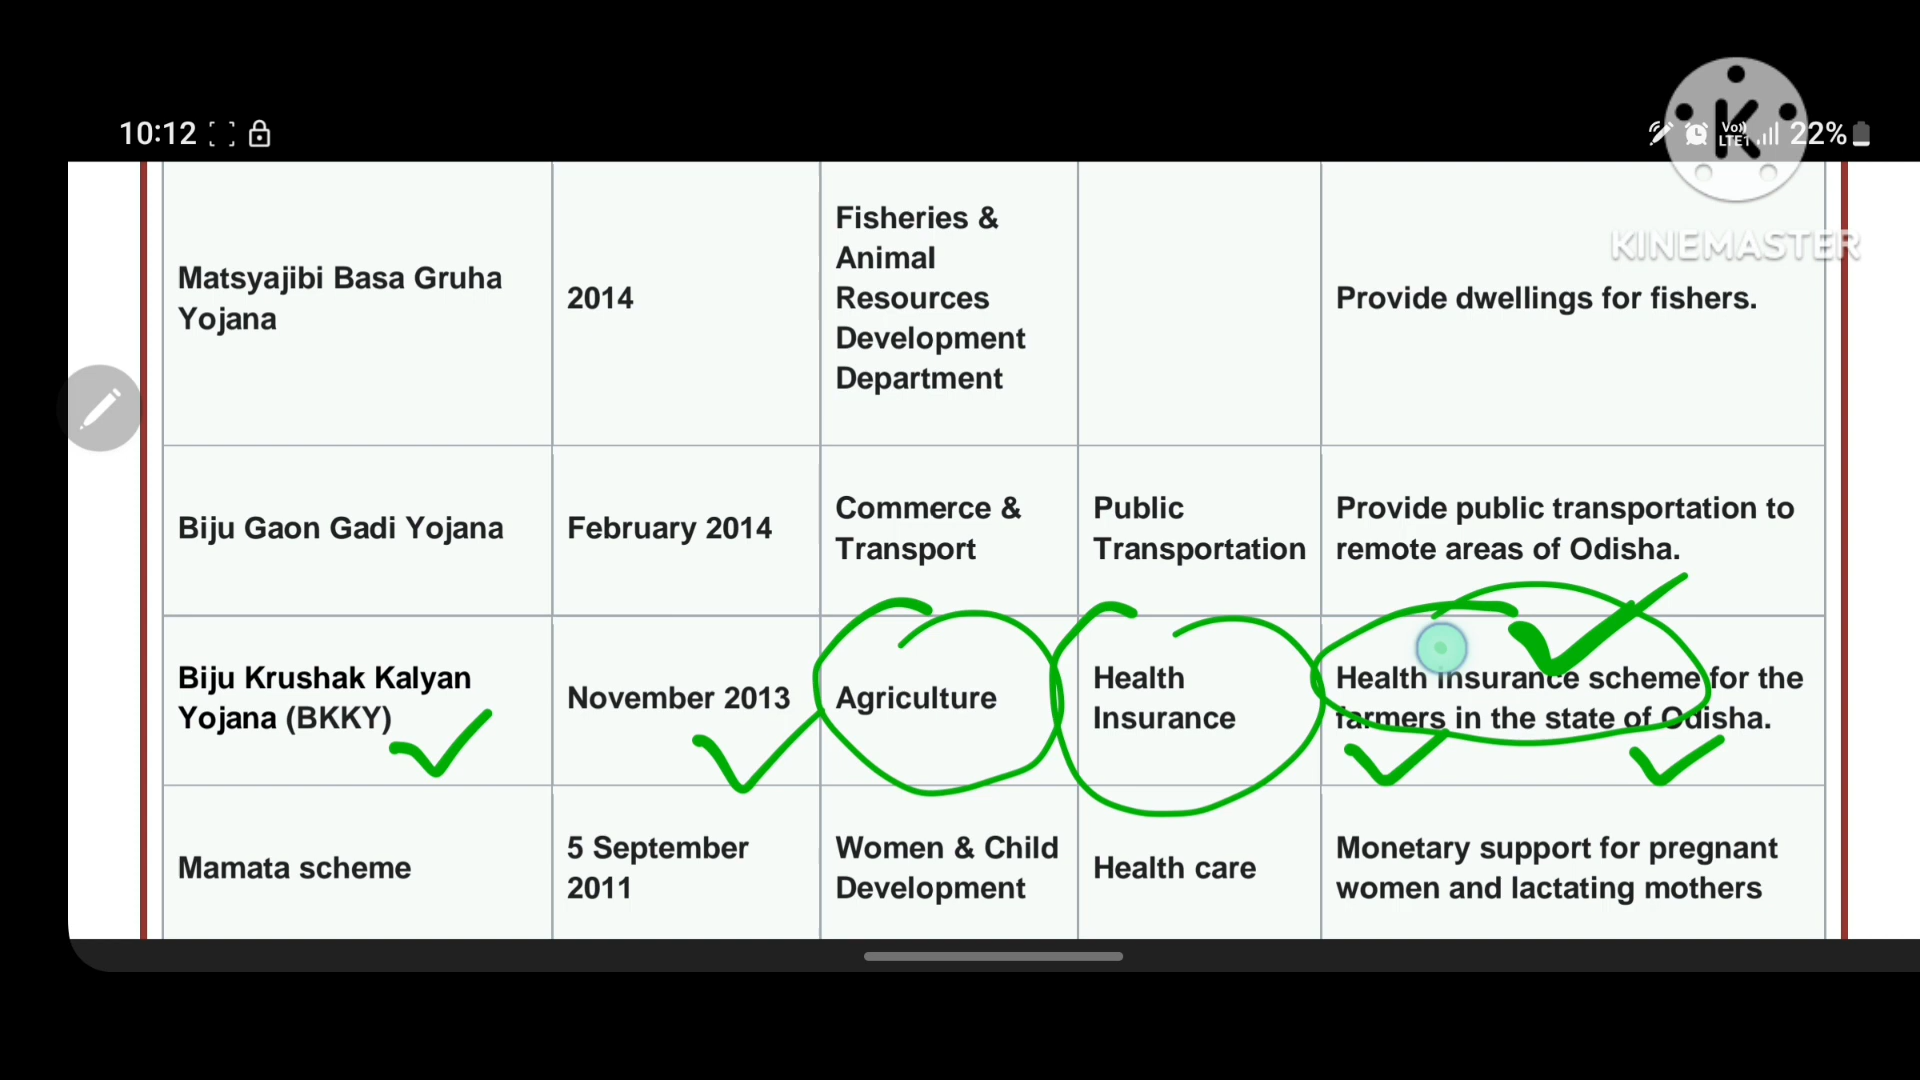 10:12
Vo))
LTE1
22%
K
KINEMASTER
Matsyajibi Basa Gruha
Yojana
2014
Fisheries &
Animal
Resources
Development
Department
Provide dwellings for fishers.
Biju Gaon Gadi Yojana
February 2014
Commerce &
Transport
Public
Transportation
Provide public transportation to
remote areas of Odisha.
Biju Krushak Kalyan
Yojana (BKKY)
November 2013
Agriculture
Health
Insurance
Health insurance scheme for the
farmers in the state of Odisha.
Mamata scheme
5 September
2011
Women & Child
Development
Health care
Monetary support for pregnant
women and lactating mothers